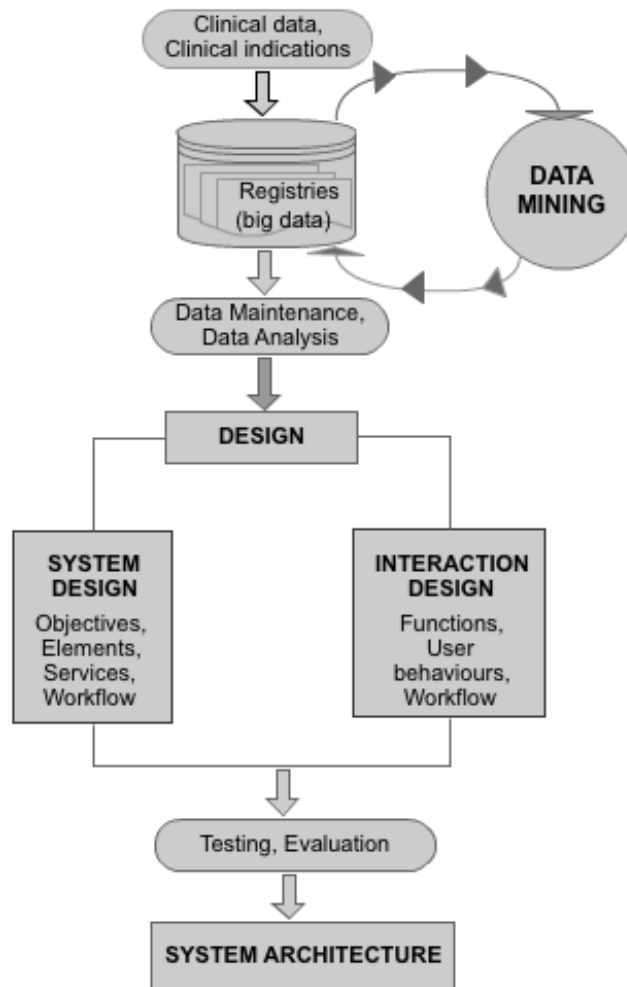 Clinical data,
Clinical indications
Registries
(big data)
DATA
MINING
Data Maintenance,
Data Analysis
DESIGN
SYSTEM
DESIGN
Objectives,
Elements,
Services,
Workflow
INTERACTION
DESIGN
Functions,
User
behaviours,
Workflow
Testing, Evaluation
SYSTEM ARCHITECTURE